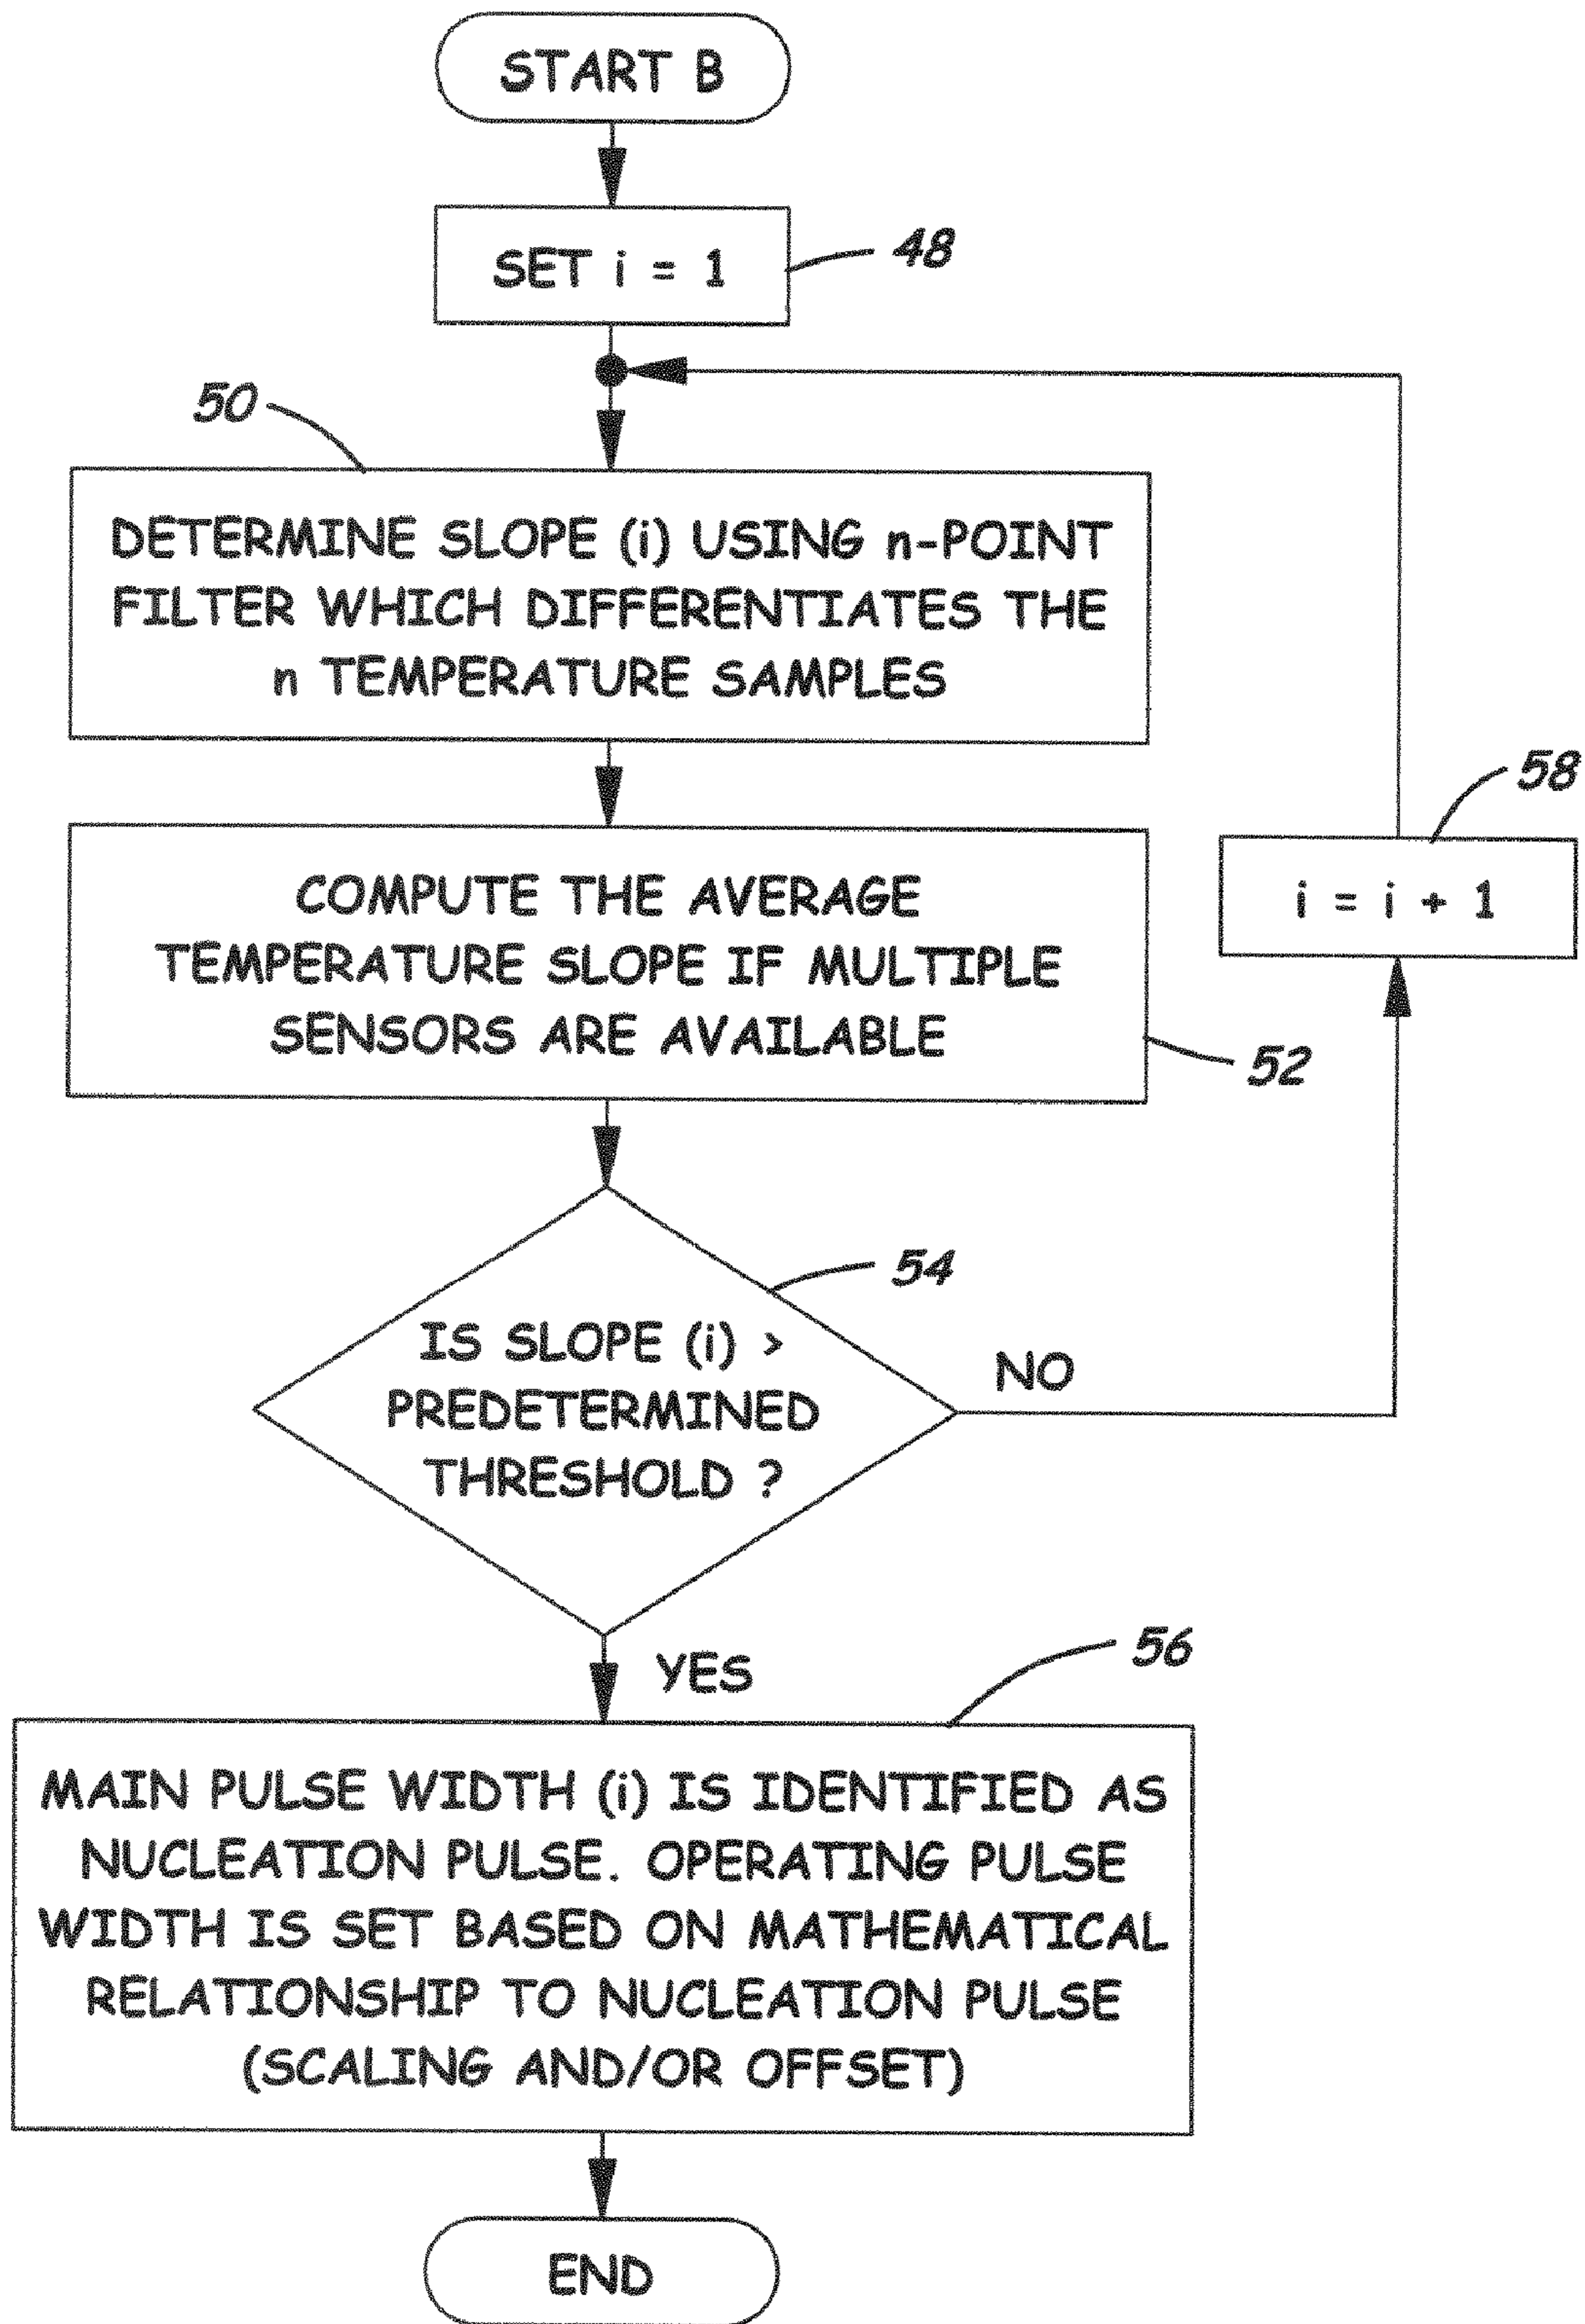 START B
SET i = 1
48
50
DETERMINE SLOPE (i) USING n-POINT
FILTER WHICH DIFFERENTIATES THE
n TEMPERATURE SAMPLES
58
i = i + 1
COMPUTE THE AVERAGE
TEMPERATURE SLOPE IF MULTIPLE
SENSORS ARE AVAILABLE
52
54
IS SLOPE (i) >
PREDETERMINED
THRESHOLD ?
NO
YES
56
MAIN PULSE WIDTH (i) IS IDENTIFIED AS
NUCLEATION PULSE. OPERATING PULSE
WIDTH IS SET BASED ON MATHEMATICAL
RELATIONSHIP TO NUCLEATION PULSE
(SCALING AND/OR OFFSET)
END